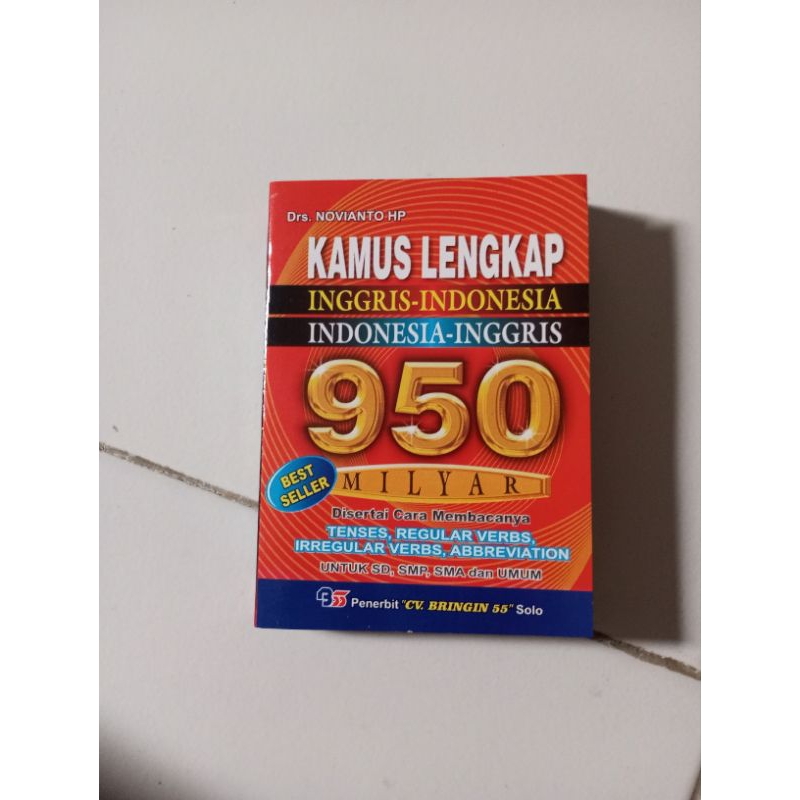 Drs. NOVIANTO HP
KAMUS LENGKAP
INGGRIS-INDONESIA
INDONESIA-INGGRIS
950
MILYAR
BEST
SELLER
Disertai Cara Membacanya
TENSES, REGULAR VERBS,
IRREGULAR VERBS, ABBREVIATION
UNTUK SD, SMP, SMA dan UMUM
B55 Penerbit "CV. BRINGIN 55" Solo